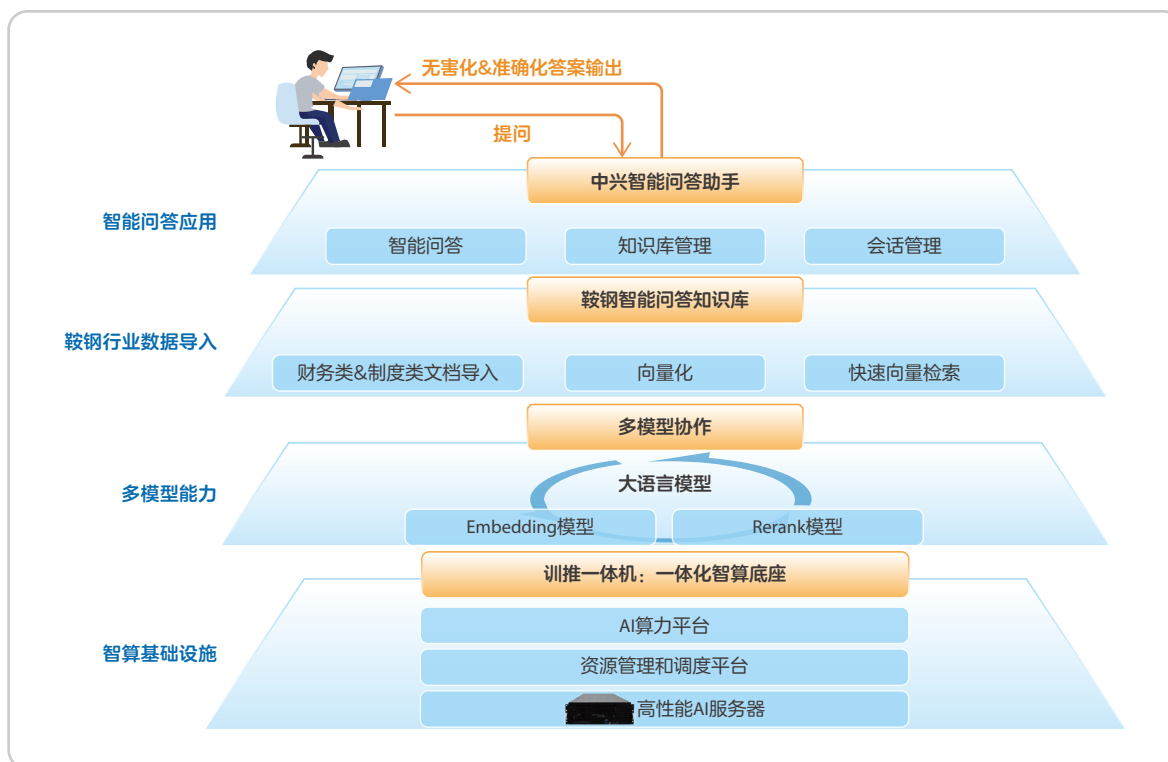 无害化&准确化答案输出
提问
中兴智能问答助手
智能问答应用
智能问答
知识库管理
会话管理
鞍钢智能问答知识库
鞍钢行业数据导入
财务类&制度类文档导入
向量化
快速向量检索
多模型协作
大语言模型
多模型能力
Embedding模型
Rerank模型
训推一体机：一体化智算底座
AI算力平台
智算基础设施
资源管理和调度平台
高性能AI服务器